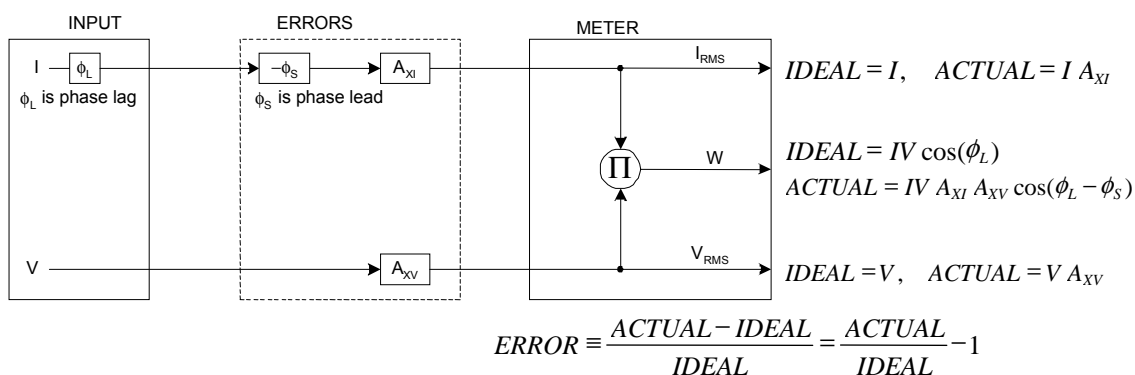 INPUT
ERRORS
METER
I
ϕL
−ϕS
AXI
IRMS
IDEAL = I, ACTUAL = I AXI
ϕL is phase lag
ϕS is phase lead
Π
W
IDEAL = IV cos(ϕL)
ACTUAL = IV AXI AXV cos(ϕL − ϕS)
V
AXV
VRMS
IDEAL = V, ACTUAL = V AXV
ERROR ≡ ACTUAL − IDEAL / IDEAL = ACTUAL / IDEAL − 1